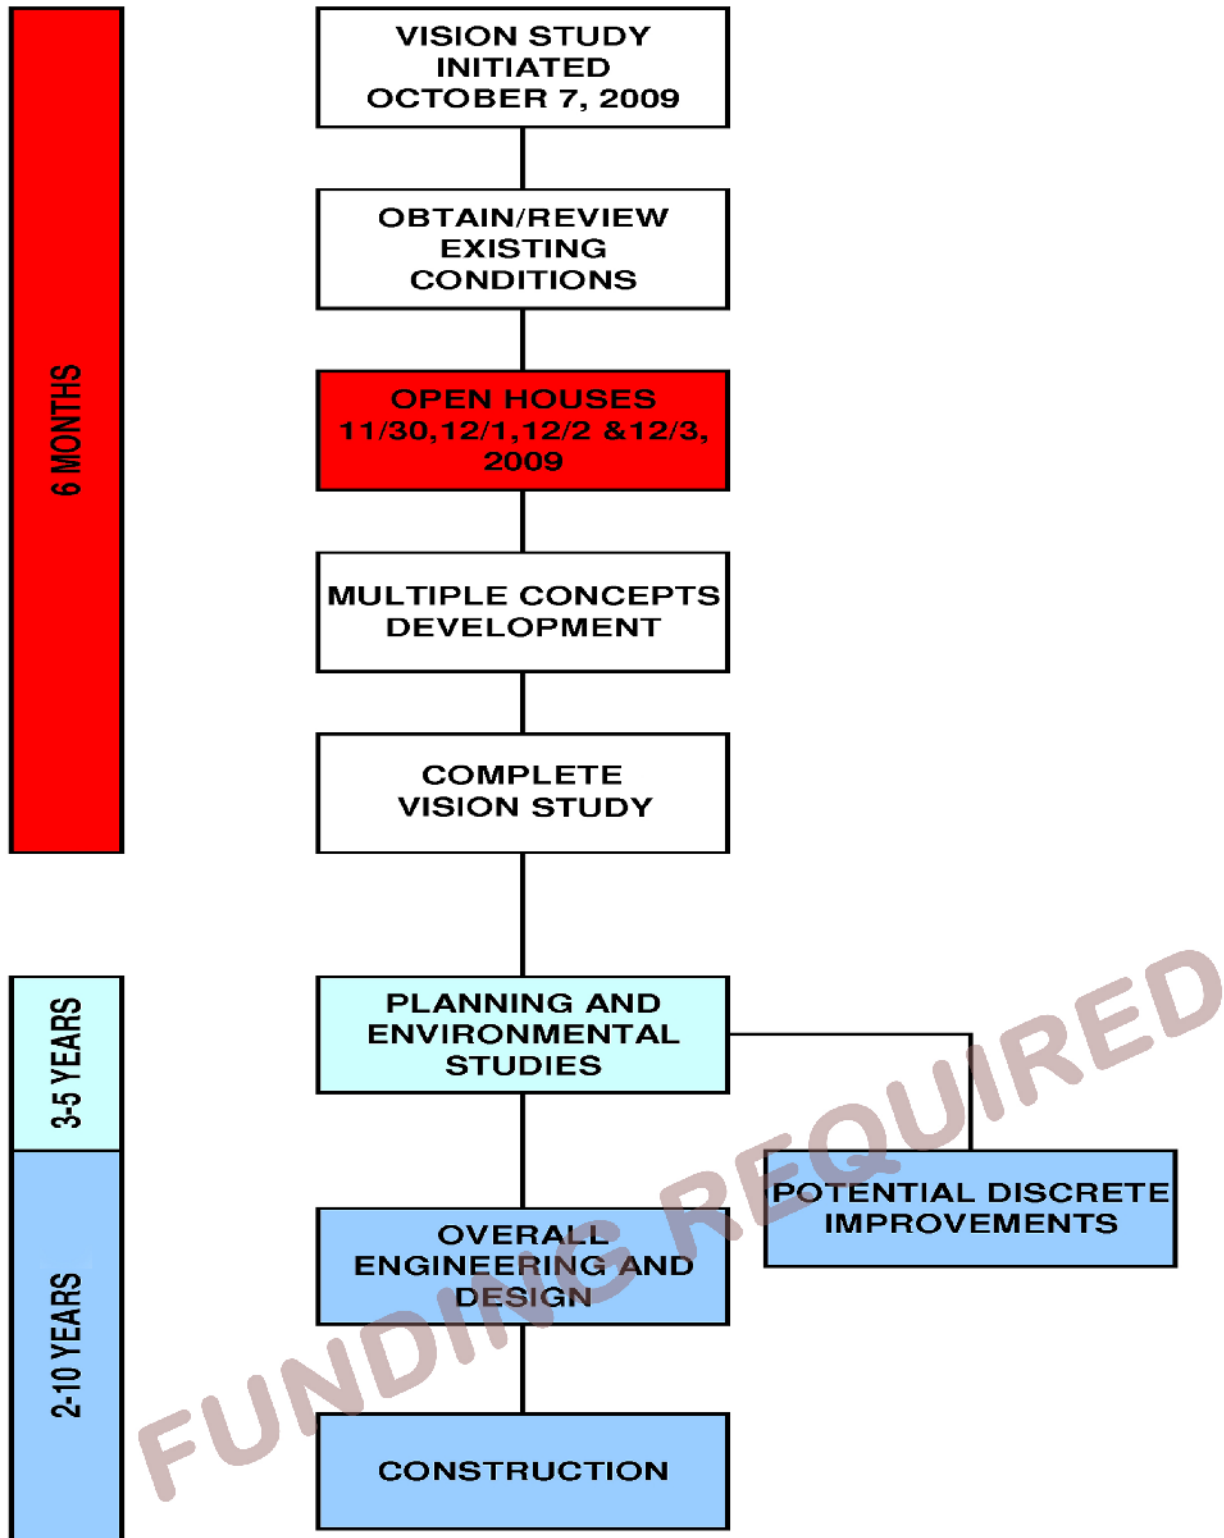 VISION STUDY
INITIATED
OCTOBER 7, 2009
OBTAIN/REVIEW
EXISTING
CONDITIONS
6 MONTHS
OPEN HOUSES
11/30,12/1,12/2 &12/3,
2009
MULTIPLE CONCEPTS
DEVELOPMENT
COMPLETE
VISION STUDY
3-5 YEARS
PLANNING AND
ENVIRONMENTAL
STUDIES
POTENTIAL DISCRETE
IMPROVEMENTS
2-10 YEARS
OVERALL
ENGINEERING AND
DESIGN
CONSTRUCTION
FUNDING REQUIRED